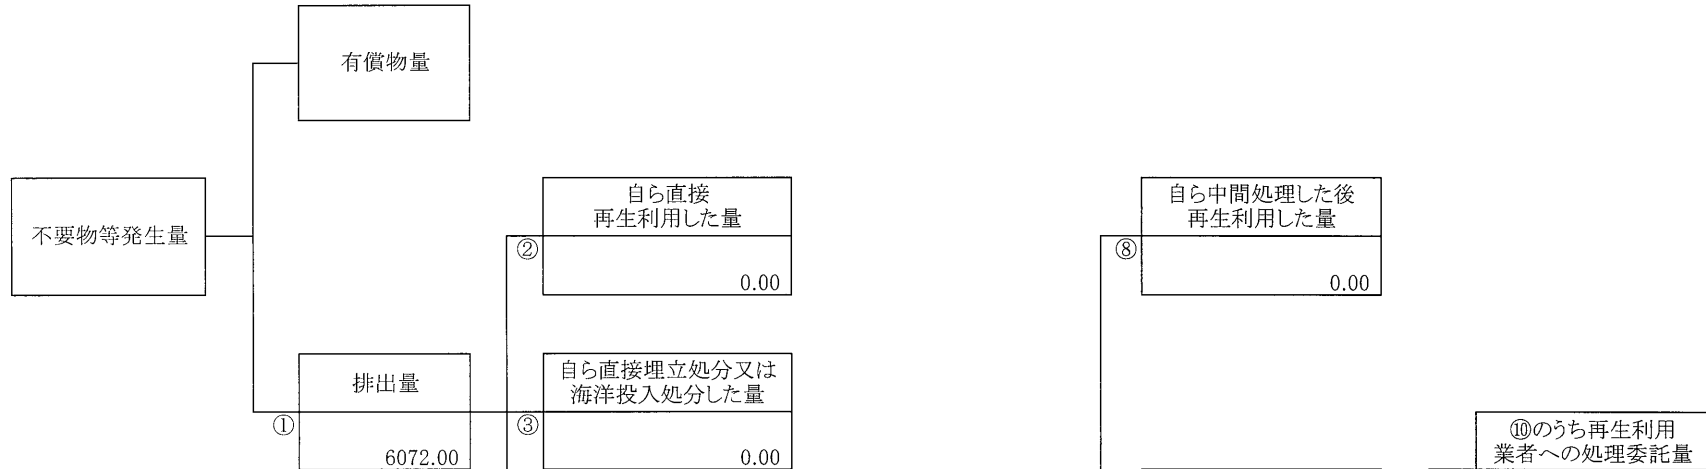 有償物量
不要物等発生量
自ら直接
再生利用した量
②
0.00
自ら中間処理した後
再生利用した量
⑧
0.00
排出量
①
6072.00
自ら直接埋立処分又は
海洋投入処分した量
③
0.00
⑩のうち再生利用
業者への処理委託量